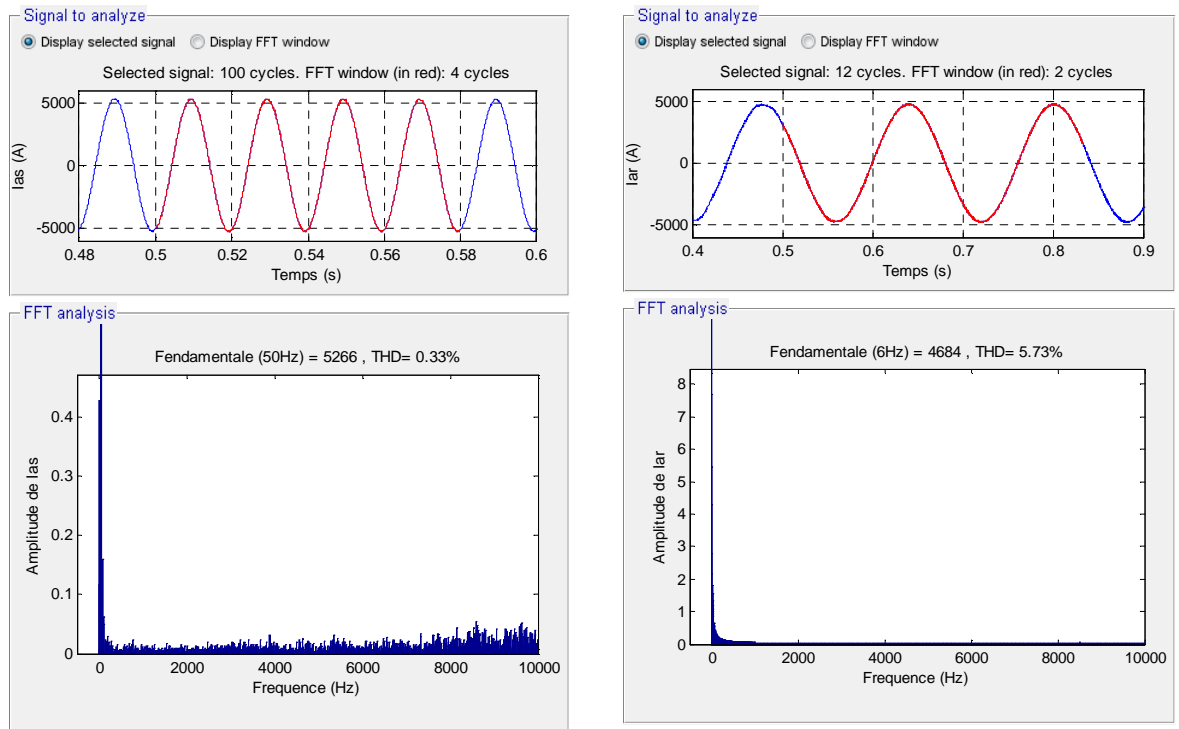 Signal to analyze
Display selected signal Display FFT window
Selected signal: 100 cycles. FFT window (in red): 4 cycles
5000
0
-5000
Ias (A)
0.48 0.5 0.52 0.54 0.56 0.58 0.6
Temps (s)
FFT analysis
Fendamentale (50Hz) = 5266 , THD= 0.33%
0.4
0.3
0.2
0.1
0
Amplitude de Ias
0 2000 4000 6000 8000 10000
Frequence (Hz)
Signal to analyze
Display selected signal Display FFT window
Selected signal: 12 cycles. FFT window (in red): 2 cycles
5000
0
-5000
Iar (A)
0.4 0.5 0.6 0.7 0.8 0.9
Temps (s)
FFT analysis
Fendamentale (6Hz) = 4684 , THD= 5.73%
8
7
6
5
4
3
2
1
0
Amplitude de Iar
0 2000 4000 6000 8000 10000
Frequence (Hz)